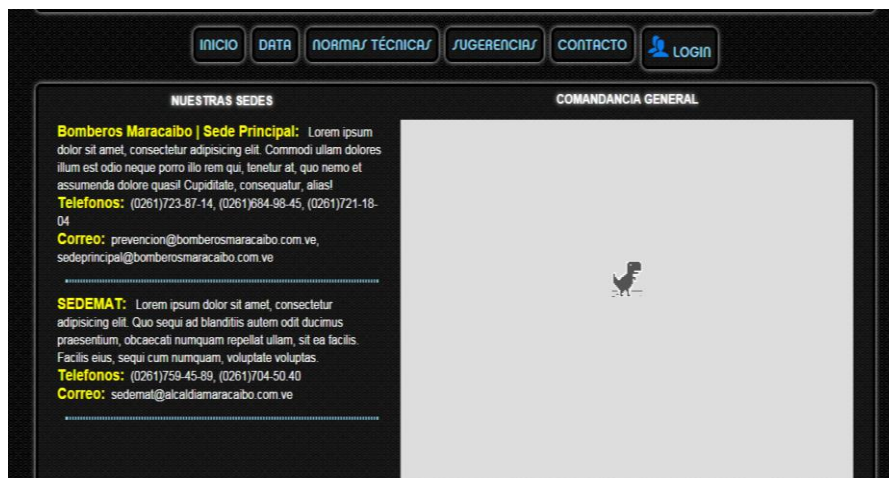 INICIO
DATA
NORMAS TÉCNICAS
SUGERENCIAS
CONTACTO
LOGIN
NUESTRAS SEDES
Bomberos Maracaibo | Sede Principal: Lorem ipsum
dolor sit amet, consectetur adipisicing elit. Commodi ullam dolores
illum est odio neque porro illo rem qui, tenetur at, quo nemo et
assumenda dolore quasi! Cupiditate, consequatur, alias!
Telefonos: (0261)723-87-14, (0261)684-98-45, (0261)721-18-
04
Correo: prevencion@bomberosmaracaibo.com.ve,
sedeprincipal@bomberosmaracaibo.com.ve
SEDEMAT: Lorem ipsum dolor sit amet, consectetur
adipisicing elit. Quo sequi ad blanditiis autem odit ducimus
praesentium, obcaecati numquam repellat ullam, sit ea facilis.
Facilis eius, sequi cum numquam, voluptate voluptas.
Telefonos: (0261)759-45-89, (0261)704-50.40
Correo: sedemat@alcaldiamaracaibo.com.ve
COMANDANCIA GENERAL